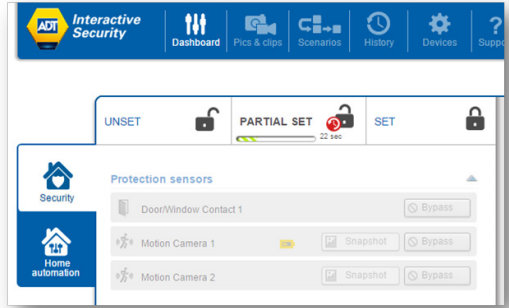 ADT Interactive
Security
Dashboard Pics & clips Scenarios History Devices Suppo
UNSET PARTIAL SET SET
22 sec
Security
Protection sensors
Door/Window Contact 1 Bypass
Motion Camera 1 Snapshot Bypass
Home
automation
Motion Camera 2 Snapshot Bypass